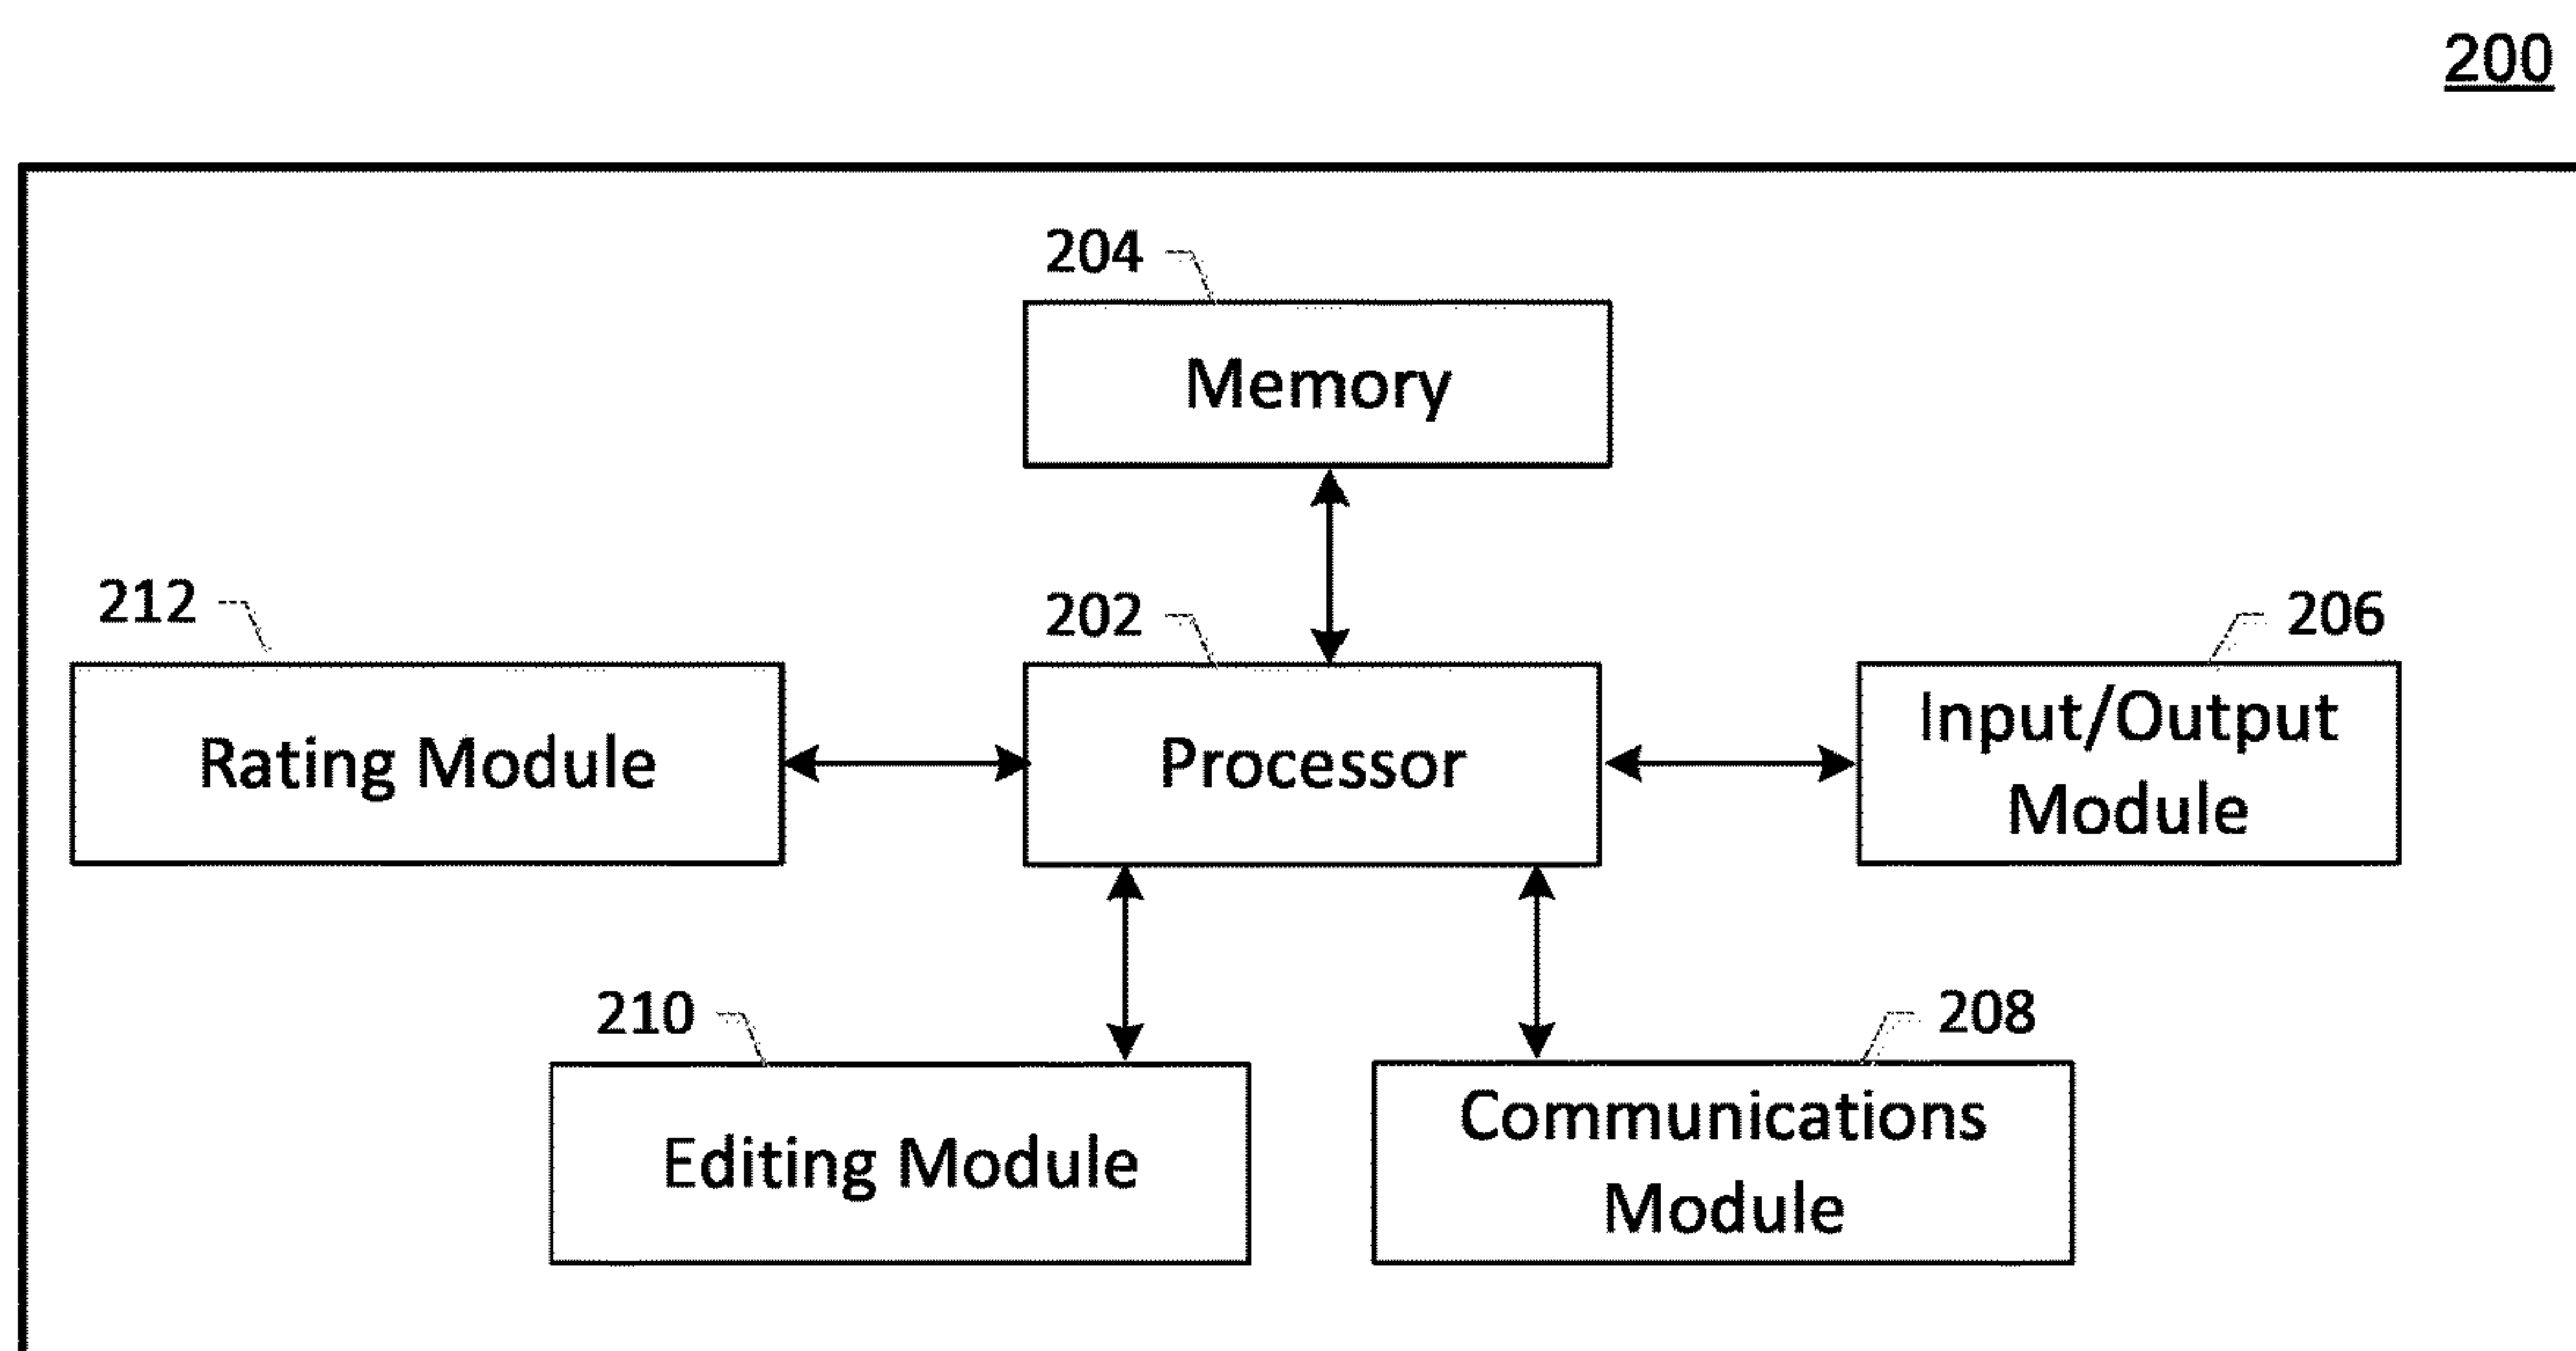 200
204
Memory
212
202
206
Rating Module
Processor
Input/Output
Module
210
208
Editing Module
Communications
Module